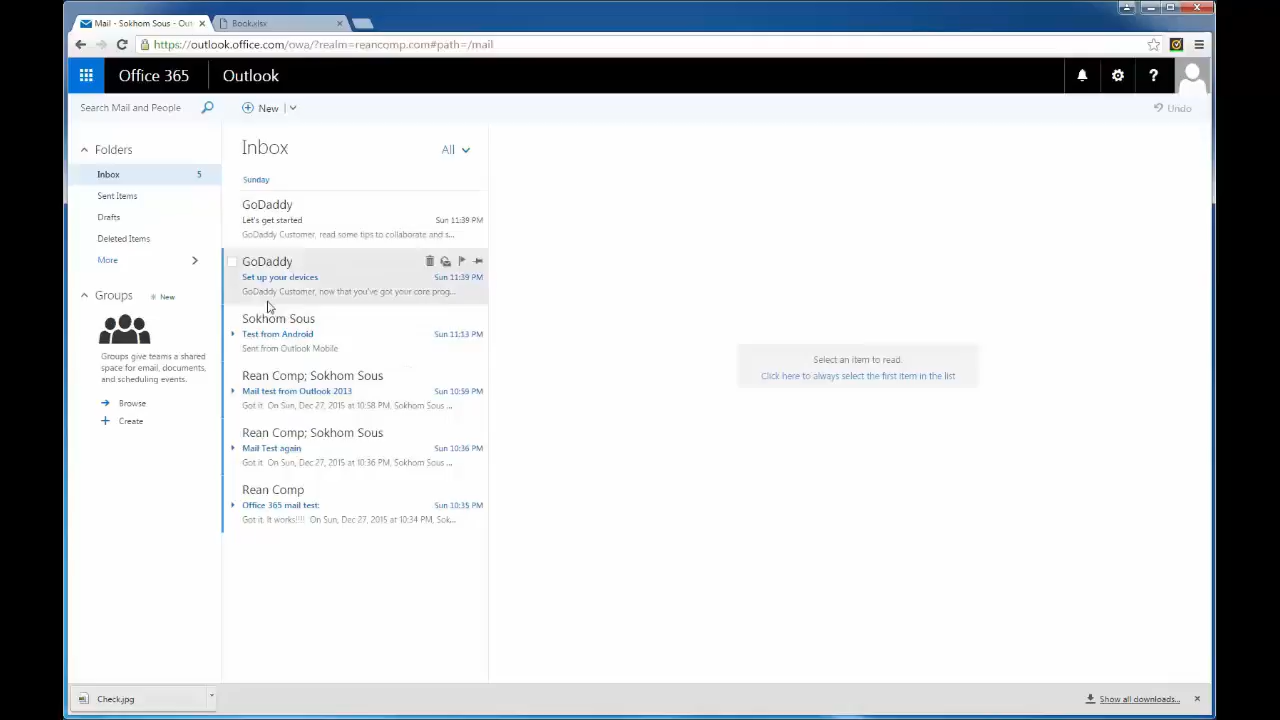 Mail - Sokhom Sous - Out
Book.xlsx
https://outlook.office.com/owa/?realm=reancomp.com#path=/mail
Office 365
Outlook
Search Mail and People
New
Undo
Folders
Inbox 5
Sent Items
Drafts
Deleted Items
More
Groups
New
Groups give teams a shared
space for email, documents,
and scheduling events.
Browse
Create
Inbox
All
Sunday
GoDaddy
Let's get started Sun 11:39 PM
GoDaddy Customer, read some tips to collaborate and s...
GoDaddy
Set up your devices Sun 11:39 PM
GoDaddy Customer, now that you've got your core prog...
Sokhom Sous
Test from Android Sun 11:13 PM
Sent from Outlook Mobile
Rean Comp; Sokhom Sous
Mail test from Outlook 2013 Sun 10:59 PM
Got it. On Sun, Dec 27, 2015 at 10:58 PM, Sokhom Sous ...
Rean Comp; Sokhom Sous
Mail Test again Sun 10:36 PM
Got it. On Sun, Dec 27, 2015 at 10:36 PM, Sokhom Sous ...
Rean Comp
Office 365 mail test: Sun 10:35 PM
Got it. It works!!!! On Sun, Dec 27, 2015 at 10:34 PM, Sok...
Select an item to read.
Click here to always select the first item in the list
Check.jpg
Show all downloads...